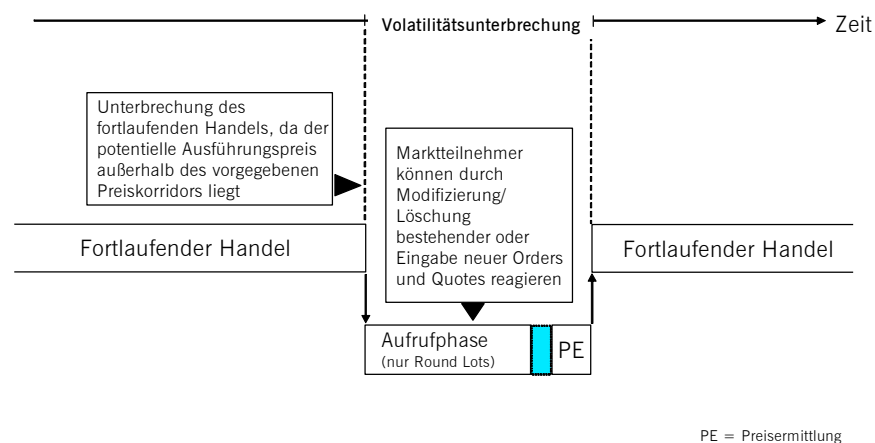 Volatilitätsunterbrechung
Zeit
Unterbrechung des
fortlaufenden Handels, da der
potentielle Ausführungspreis
außerhalb des vorgegebenen
Preiskorridors liegt
Marktteilnehmer
können durch
Modifizierung/
Löschung
bestehender oder
Eingabe neuer Orders
und Quotes reagieren
Fortlaufender Handel
Fortlaufender Handel
Aufrufphase
(nur Round Lots)
PE
PE = Preisermittlung